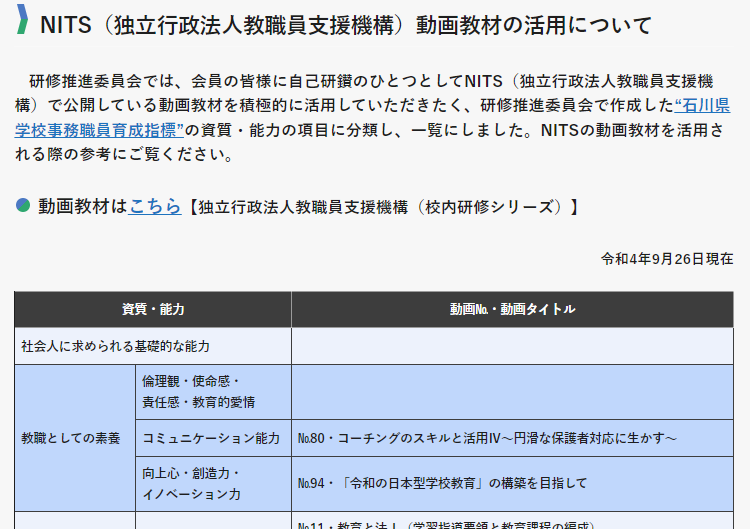 NITS（独立行政法人教職員支援機構）動画教材の活用について
研修推進委員会では、会員の皆様に自己研鑽のひとつとしてNITS（独立行政法人教職員支援機
構）で公開している動画教材を積極的に活用していただきたく、研修推進委員会で作成した“石川県
学校事務職員育成指標”の資質・能力の項目に分類し、一覧にしました。NITSの動画教材を活用さ
れる際の参考にご覧ください。
動画教材はこちら【独立行政法人教職員支援機構（校内研修シリーズ）】
令和4年9月26日現在
資質・能力 動画№・動画タイトル
社会人に求められる基礎的な能力
教職としての素養
倫理観・使命感・
責任感・教育的愛情
コミュニケーション能力 №80・コーチングのスキルと活用Ⅳ～円滑な保護者対応に生かす～
向上心・創造力・
イノベーション力
№94・「令和の日本型学校教育」の構築を目指して
№11・教育と法Ⅰ（学習指導要領と教育課程の編成）